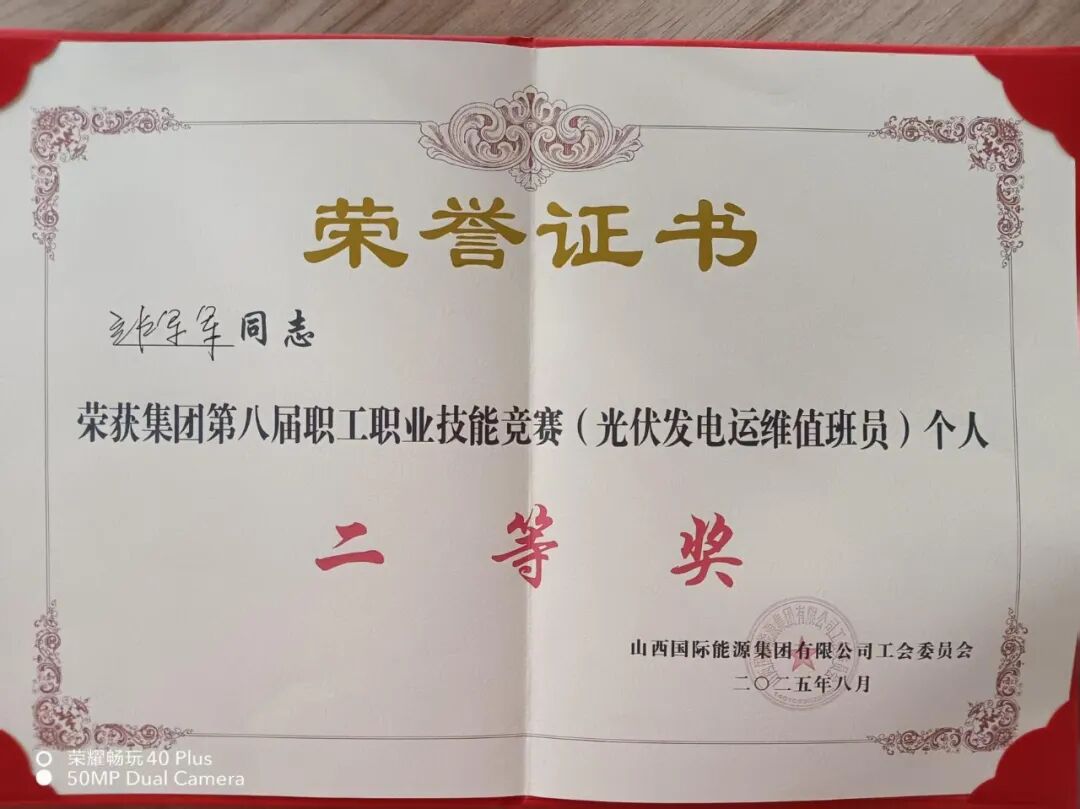 荣誉证书
同志
荣获集团第八届职工职业技能竞赛（光伏发电运维值班员）个人
二等奖
山西国际能源集团有限公司工会委员会
二〇二五年八月
荣耀畅玩40 Plus
50MP Dual Camera